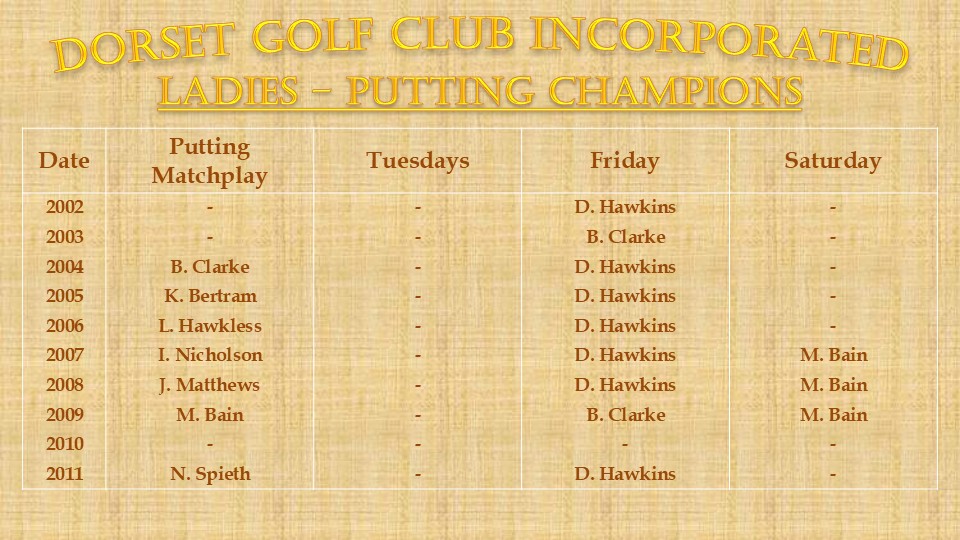 DORSET GOLF CLUB INCORPORATED
LADIES – PUTTING CHAMPIONS
Date Putting Matchplay Tuesdays Friday Saturday
2002 - - D. Hawkins -
2003 - - B. Clarke -
2004 B. Clarke - D. Hawkins -
2005 K. Bertram - D. Hawkins -
2006 L. Hawkless - D. Hawkins -
2007 I. Nicholson - D. Hawkins M. Bain
2008 J. Matthews - D. Hawkins M. Bain
2009 M. Bain - B. Clarke M. Bain
2010 - - - -
2011 N. Spieth - D. Hawkins -